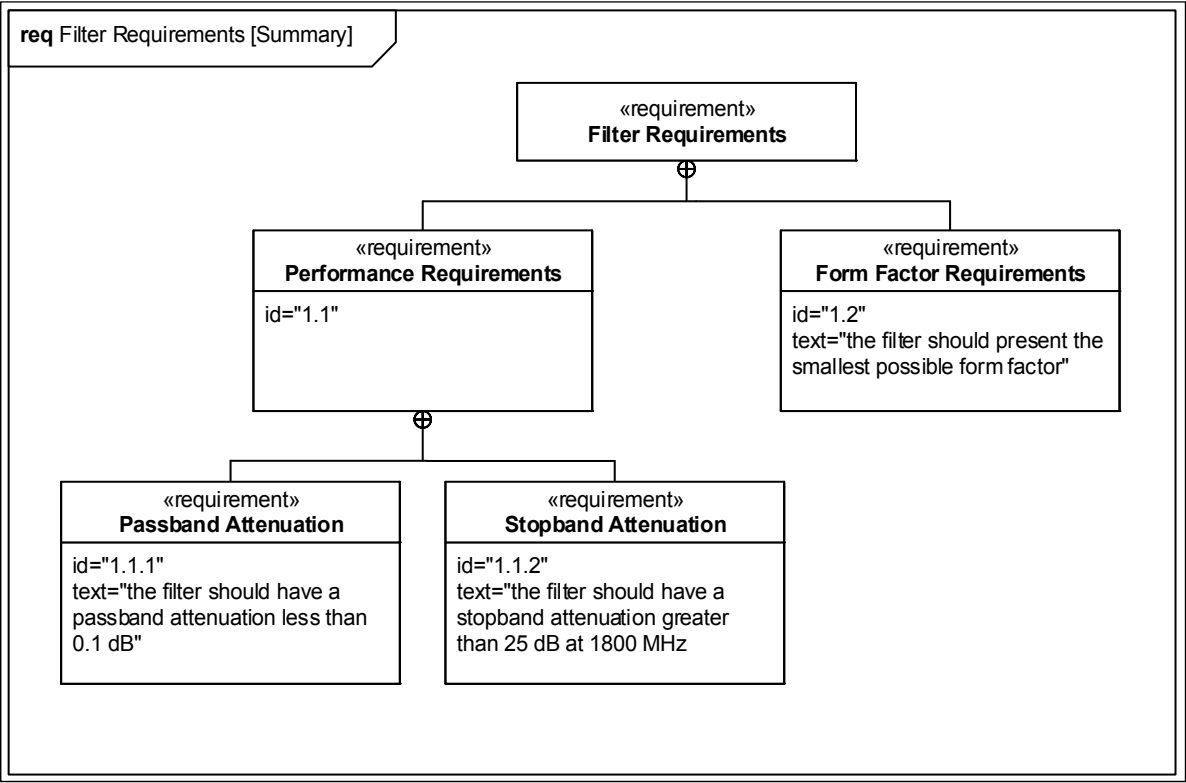 req Filter Requirements [Summary]
«requirement»
Filter Requirements
«requirement»
Performance Requirements
id="1.1"
«requirement»
Form Factor Requirements
id="1.2"
text="the filter should present the
smallest possible form factor"
«requirement»
Passband Attenuation
id="1.1.1"
text="the filter should have a
passband attenuation less than
0.1 dB"
«requirement»
Stopband Attenuation
id="1.1.2"
text="the filter should have a
stopband attenuation greater
than 25 dB at 1800 MHz